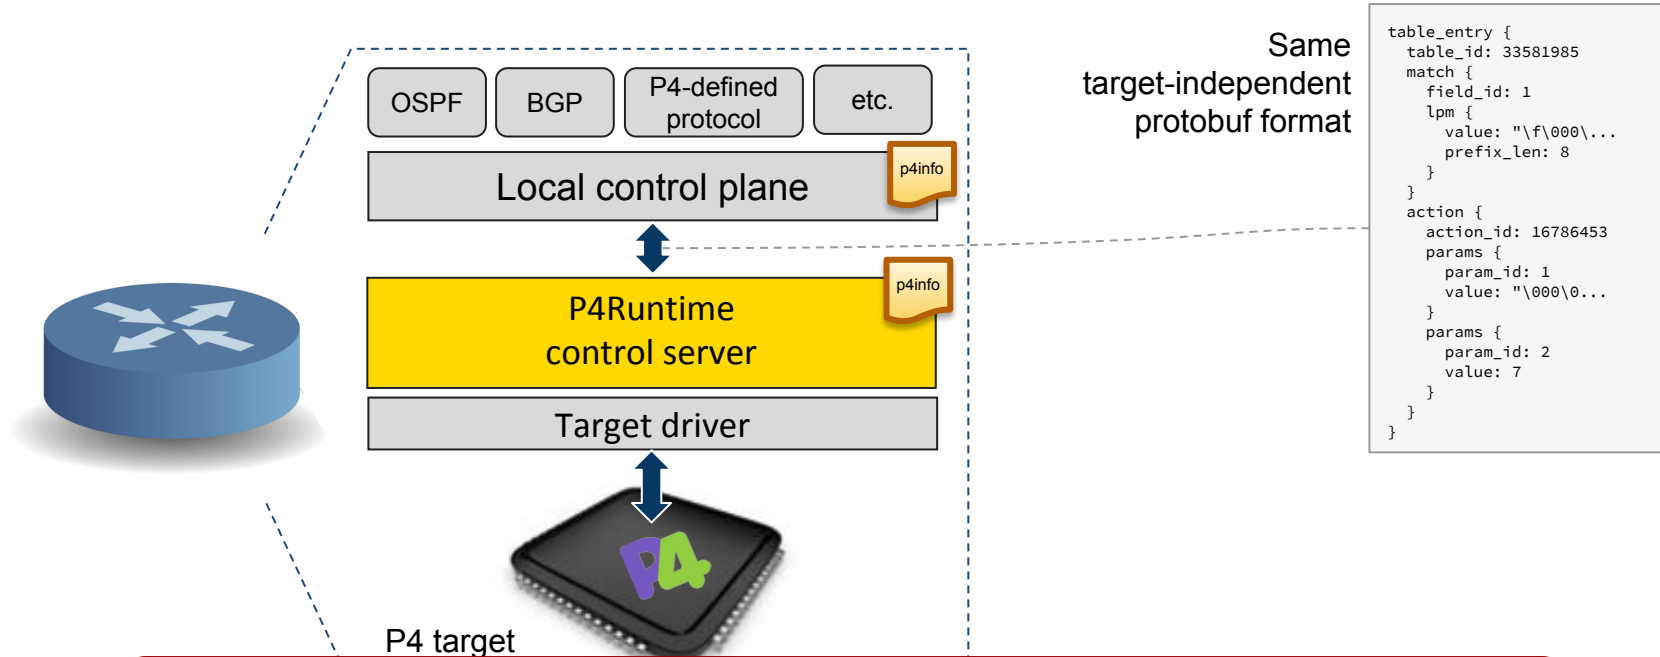 OSPF
BGP
P4-defined
protocol
etc.
Local control plane
p4info
P4Runtime
control server
p4info
Target driver
P4
P4 target
Same
target-independent
protobuf format
table_entry {
  table_id: 33581985
  match {
    field_id: 1
    lpm {
      value: "\f\000\...
      prefix_len: 8
    }
  }
  action {
    action_id: 16786453
    params {
      param_id: 1
      value: "\000\0...
    }
    params {
      param_id: 2
      value: 7
    }
  }
}